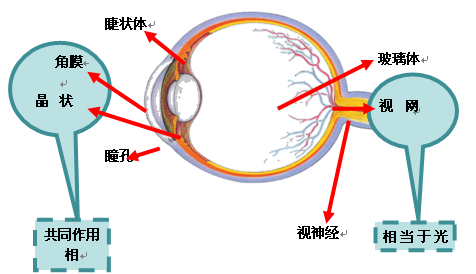 睫状体
角膜
晶 状
瞳孔
玻璃体
视 网
视神经
共同作用
相
相当于光